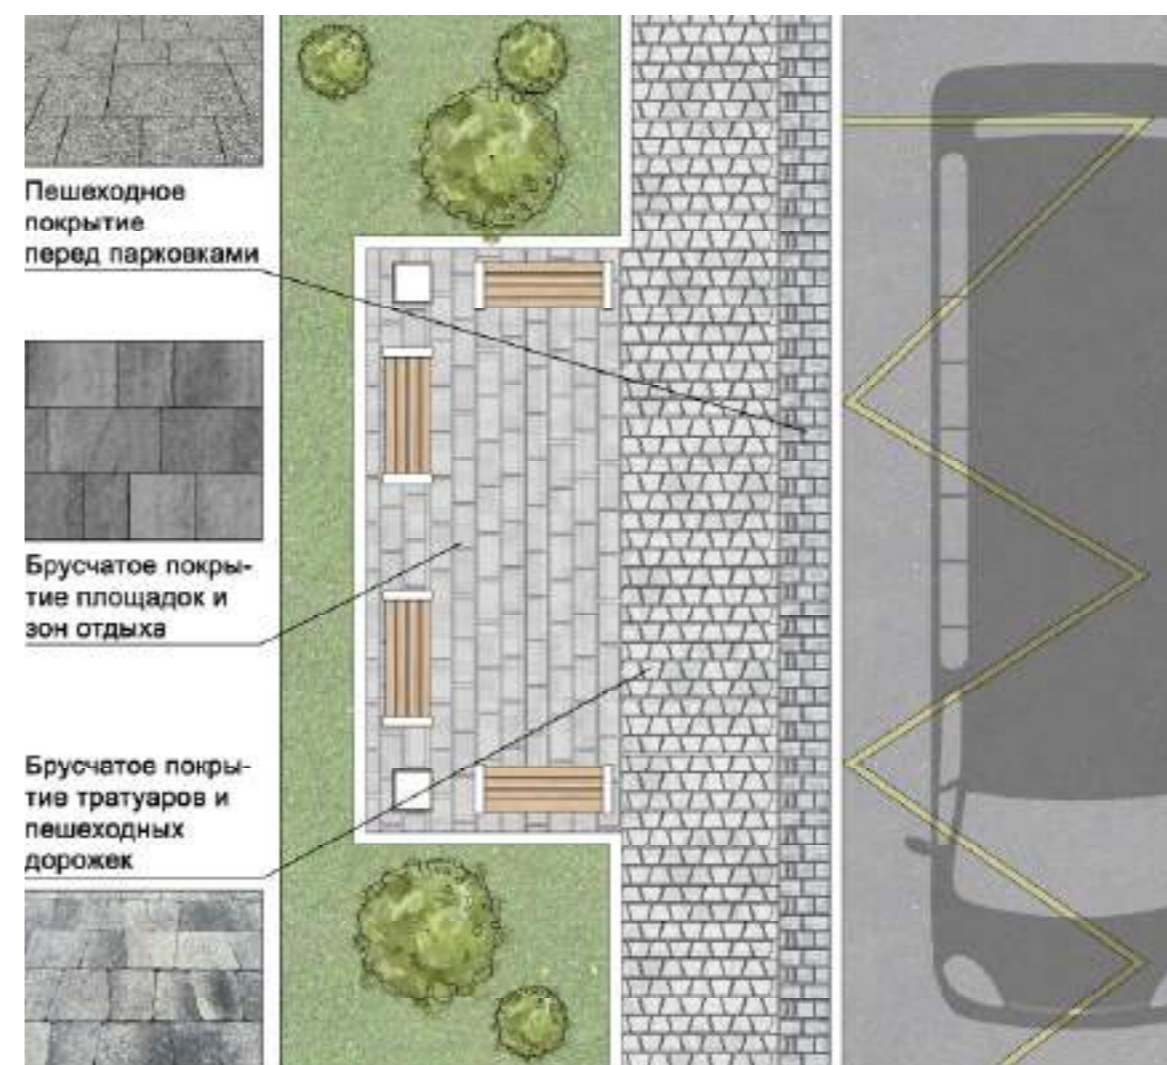 Пешеходное
покрытие
перед парковками
Брусчатое покры-
тие площадок и
зон отдыха
Брусчатое покры-
тие тратуаров и
пешеходных
дорожек